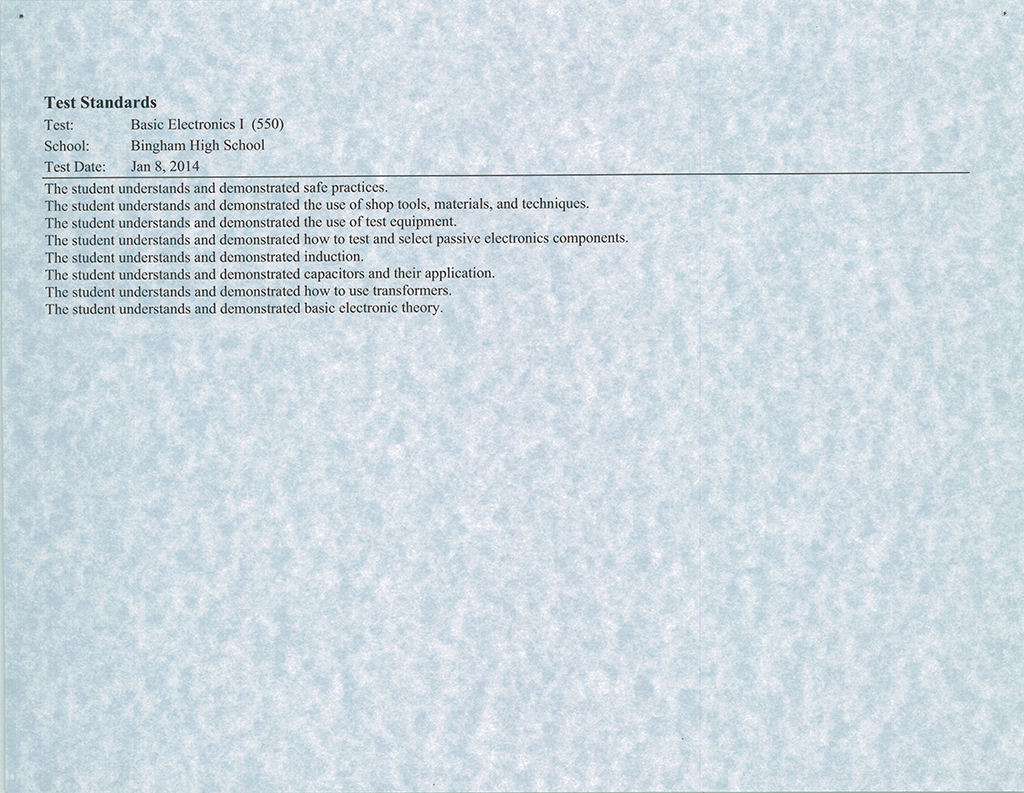 Test Standards
Test: Basic Electronics I (550)
School: Bingham High School
Test Date: Jan 8, 2014
The student understands and demonstrated safe practices.
The student understands and demonstrated the use of shop tools, materials, and techniques.
The student understands and demonstrated the use of test equipment.
The student understands and demonstrated how to test and select passive electronics components.
The student understands and demonstrated induction.
The student understands and demonstrated capacitors and their application.
The student understands and demonstrated how to use transformers.
The student understands and demonstrated basic electronic theory.